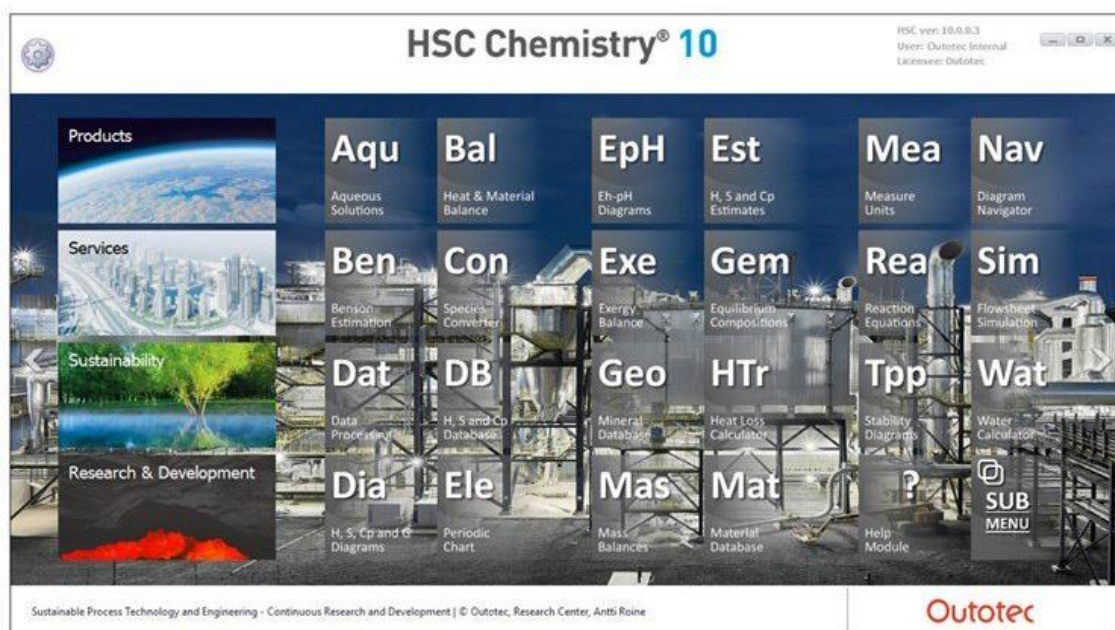 HSC Chemistry® 10
HSC ver: 10.0.0.3
User: Outotec Internal
Licensee: Outotec
Products
Services
Sustainability
Research & Development
Aqu
Aqueous
Solutions
Bal
Heat & Material
Balance
EpH
Eh-pH
Diagrams
Est
H, S and Cp
Estimates
Mea
Measure
Units
Nav
Diagram
Navigator
Ben
Benson
Estimation
Con
Species
Converter
Exe
Exergy
Balance
Gem
Equilibrium
Compositions
Rea
Reaction
Equations
Sim
Flowsheet
Simulation
Dat
Data
Processing
DB
H, S and Cp
Database
Geo
Mineral
Database
HTr
Heat Loss
Calculator
Tpp
Stability
Diagrams
Wat
Water
Calculator
Dia
H, S, Cp and G
Diagrams
Ele
Periodic
Chart
Mas
Mass
Balances
Mat
Material
Database
?
Help
Module
SUB
MENU
Sustainable Process Technology and Engineering - Continuous Research and Development | © Outotec, Research Center, Antti Roine
Outotec